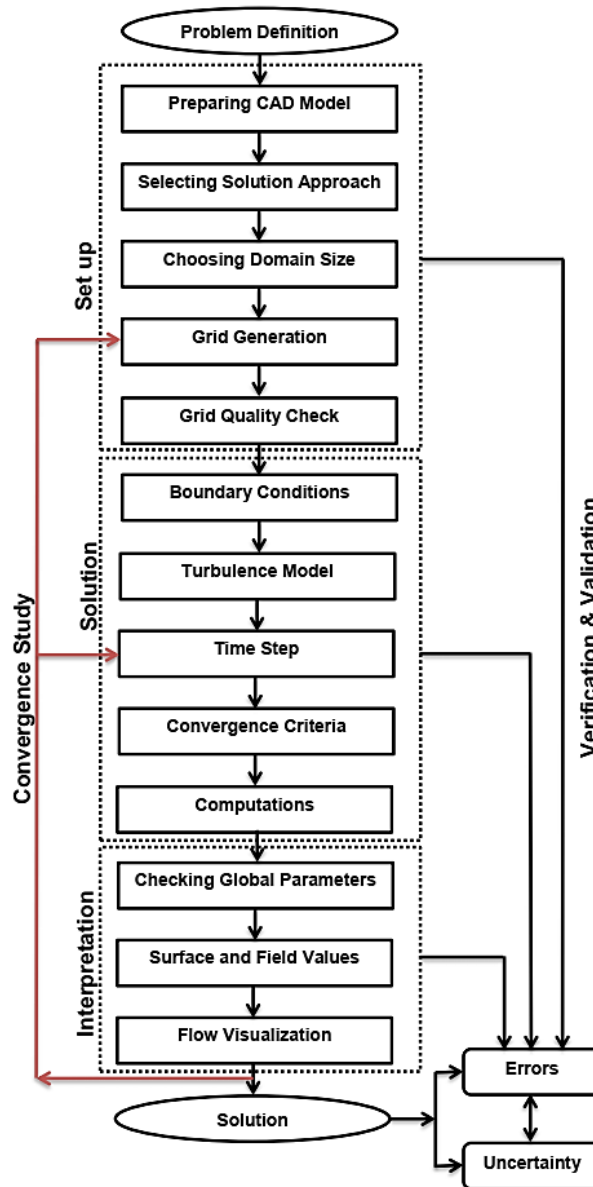 Problem Definition
Preparing CAD Model
Selecting Solution Approach
Choosing Domain Size
Set up
Grid Generation
Grid Quality Check
Boundary Conditions
Turbulence Model
Solution
Time Step
Convergence Study
Verification & Validation
Convergence Criteria
Computations
Checking Global Parameters
Interpretation
Surface and Field Values
Flow Visualization
Errors
Solution
Uncertainty